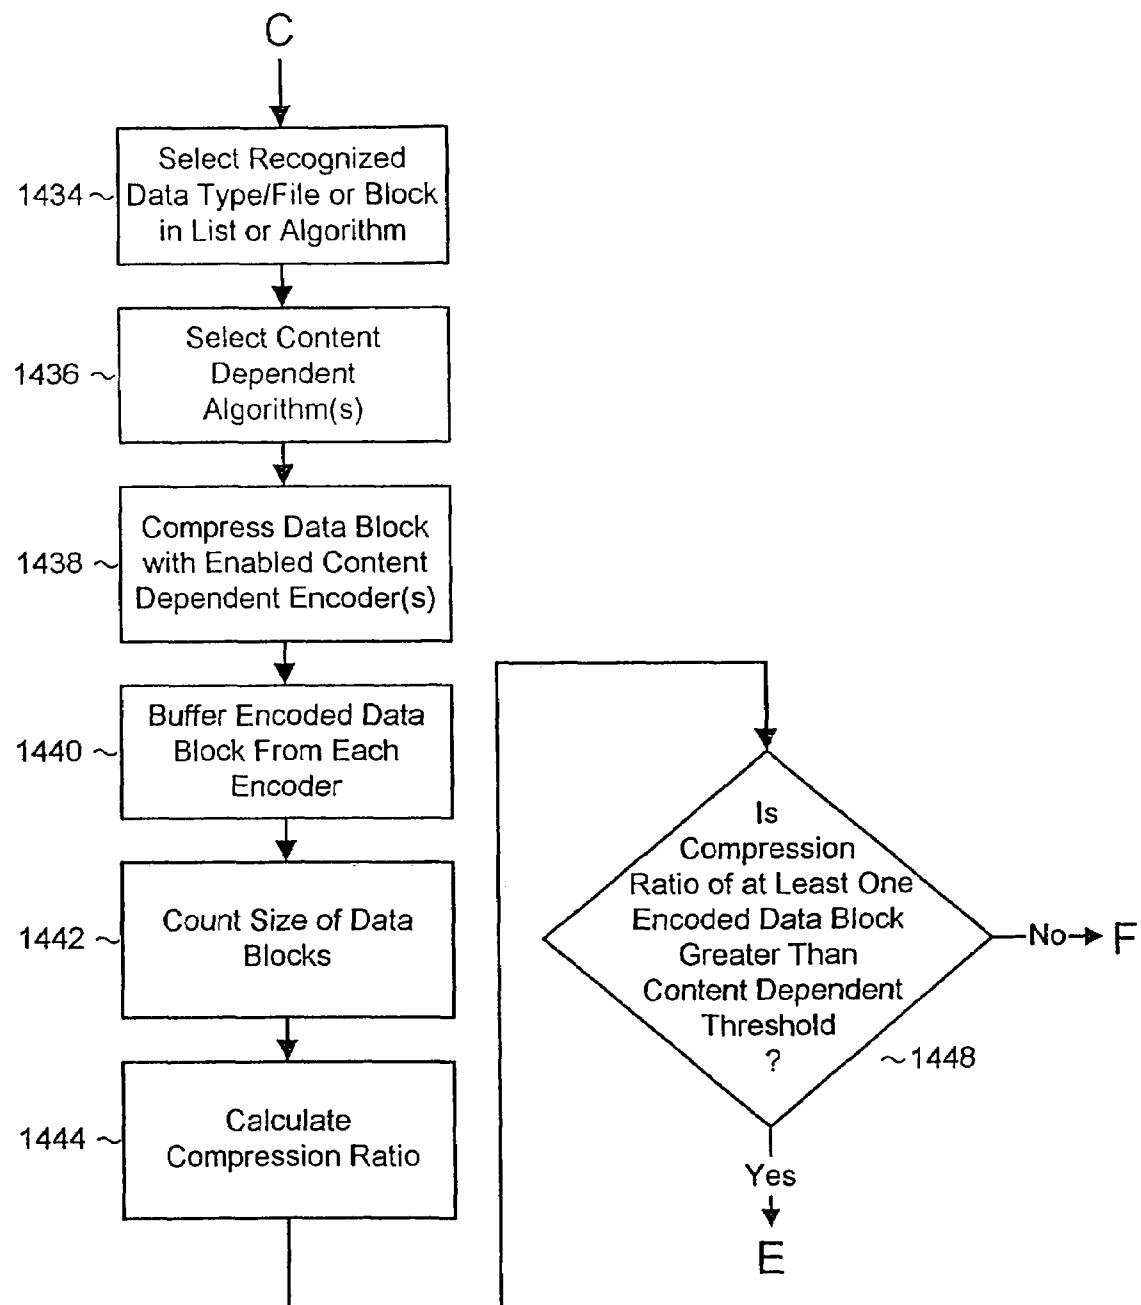 C
Select Recognized
Data Type/File or Block
in List or Algorithm
1434
Select Content
Dependent
Algorithm(s)
1436
Compress Data Block
with Enabled Content
Dependent Encoder(s)
1438
Buffer Encoded Data
Block From Each
Encoder
1440
Count Size of Data
Blocks
1442
Calculate
Compression Ratio
1444
Is
Compression
Ratio of at Least One
Encoded Data Block
Greater Than
Content Dependent
Threshold
?
1448
No
F
Yes
E